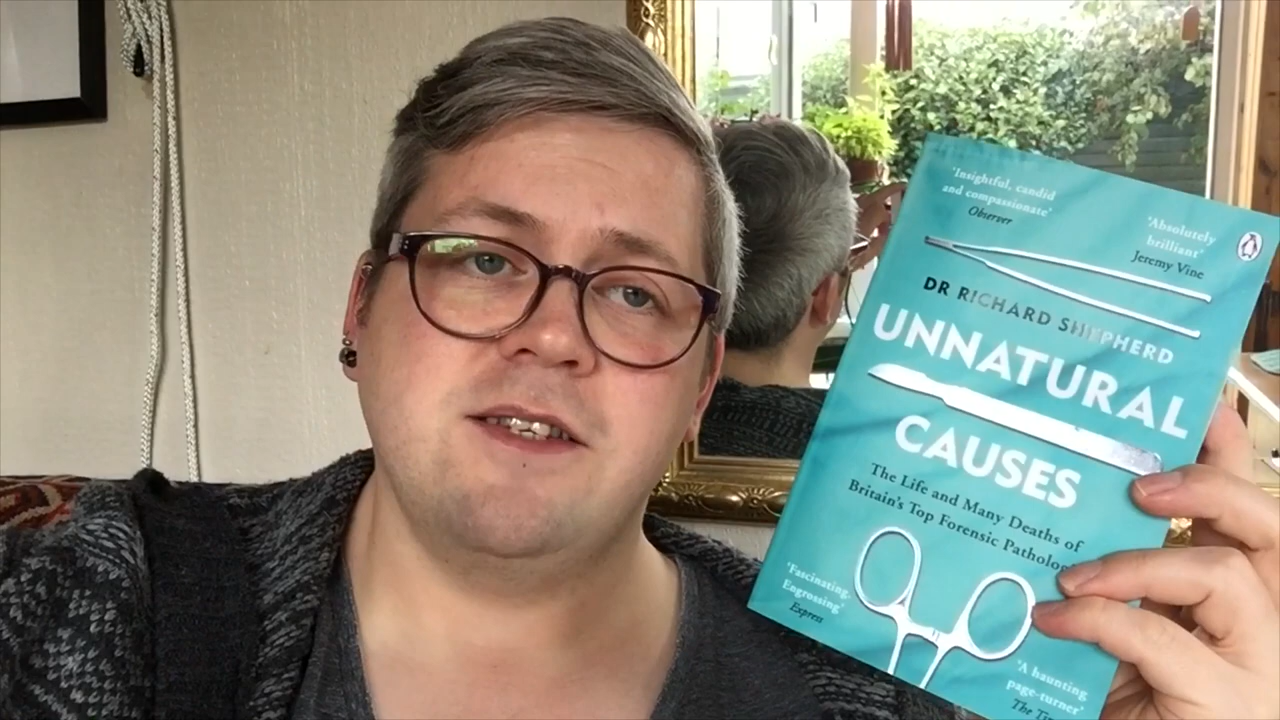 'Insightful, candid
and compassionate'
Observer
'Absolutely
brilliant'
Jeremy Vine
DR RICHARD SHEPHERD
UNNATURAL
CAUSES
The Life and Many Deaths of
Britain's Top Forensic
'Fascinating.
Engrossing'
Express
'A haunting
page-turner'
The